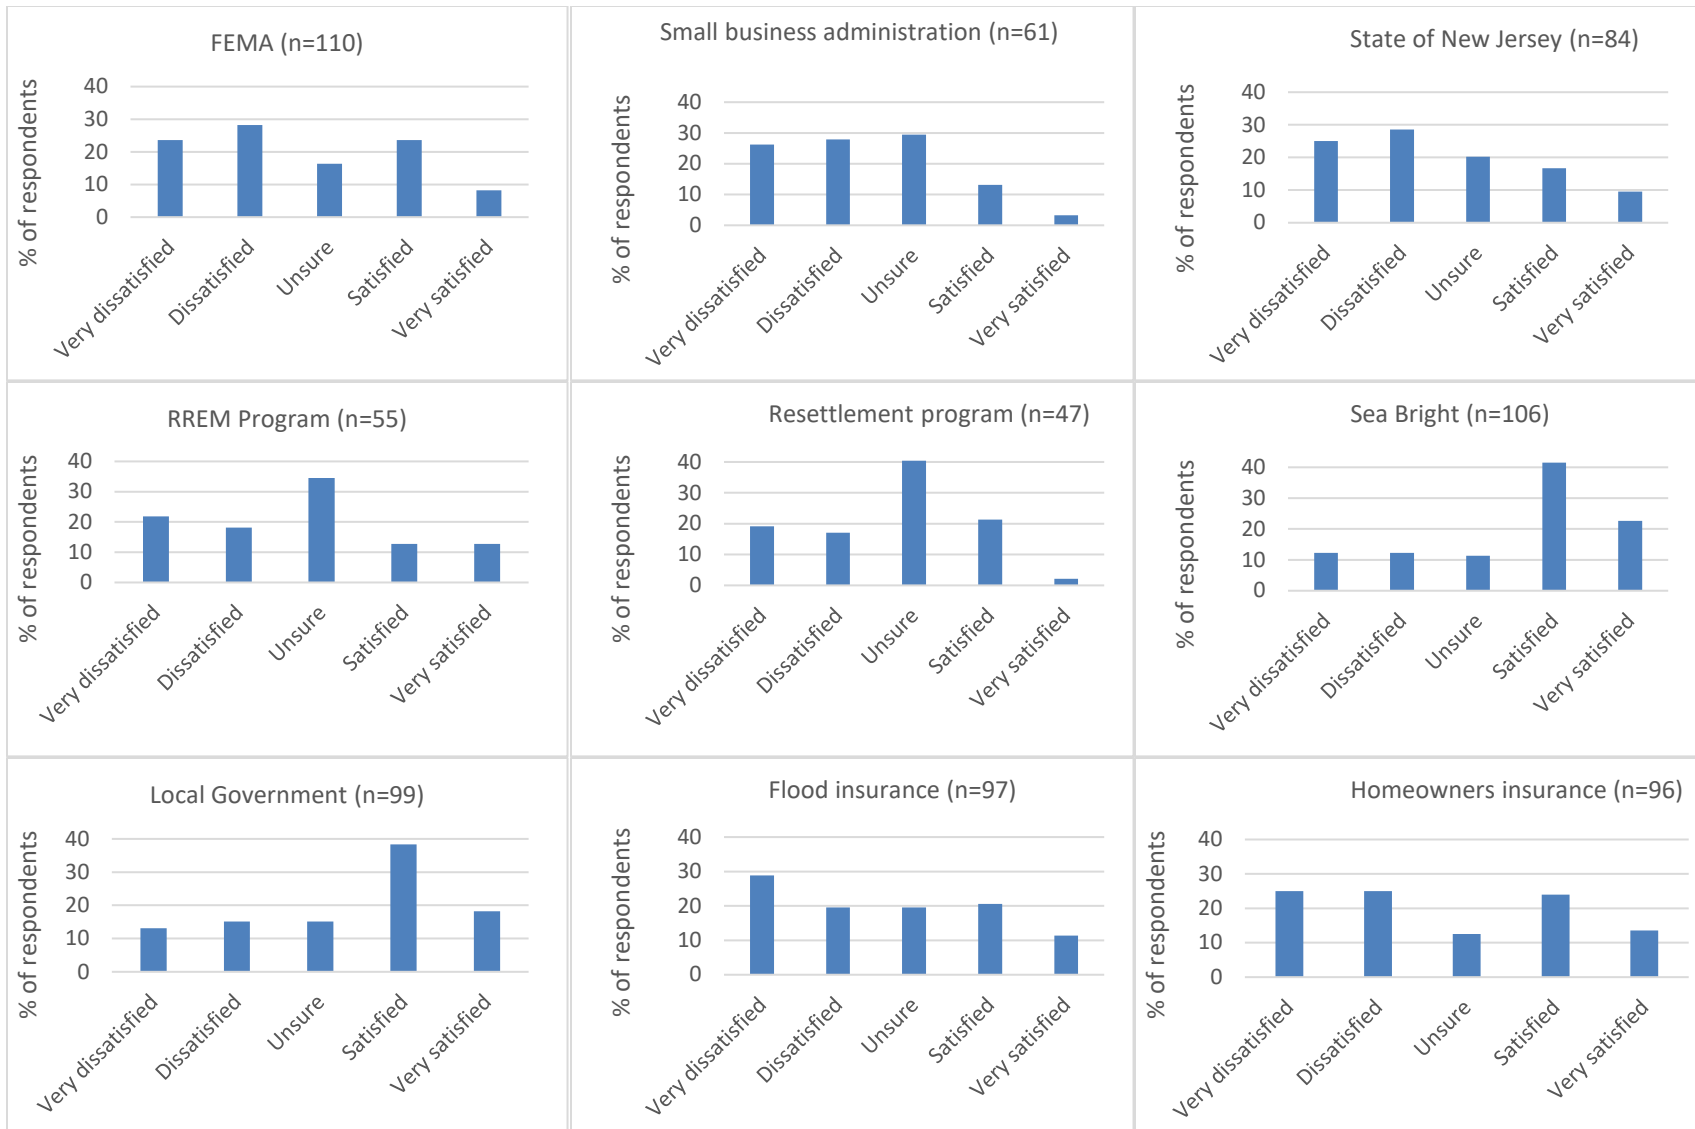 FEMA (n=110)
% of respondents
40
30
20
10
0
Very dissatisfied
Dissatisfied
Unsure
Satisfied
Very satisfied
Small business administration (n=61)
% of respondents
40
30
20
10
0
Very dissatisfied
Dissatisfied
Unsure
Satisfied
Very satisfied
State of New Jersey (n=84)
% of respondents
40
30
20
10
0
Very dissatisfied
Dissatisfied
Unsure
Satisfied
Very satisfied
RREM Program (n=55)
% of respondents
40
30
20
10
0
Very dissatisfied
Dissatisfied
Unsure
Satisfied
Very satisfied
Resettlement program (n=47)
% of respondents
40
30
20
10
0
Very dissatisfied
Dissatisfied
Unsure
Satisfied
Very satisfied
Sea Bright (n=106)
% of respondents
40
30
20
10
0
Very dissatisfied
Dissatisfied
Unsure
Satisfied
Very satisfied
Local Government (n=99)
% of respondents
40
30
20
10
0
Very dissatisfied
Dissatisfied
Unsure
Satisfied
Very satisfied
Flood insurance (n=97)
% of respondents
40
30
20
10
0
Very dissatisfied
Dissatisfied
Unsure
Satisfied
Very satisfied
Homeowners insurance (n=96)
% of respondents
40
30
20
10
0
Very dissatisfied
Dissatisfied
Unsure
Satisfied
Very satisfied